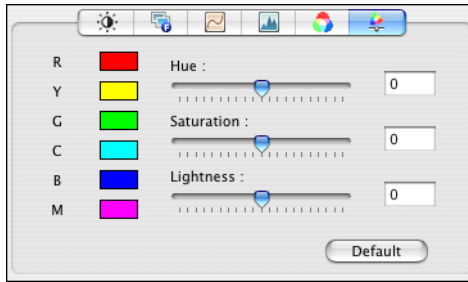 R
Hue :
0
Y
G
Saturation :
0
C
B
Lightness :
0
M
Default